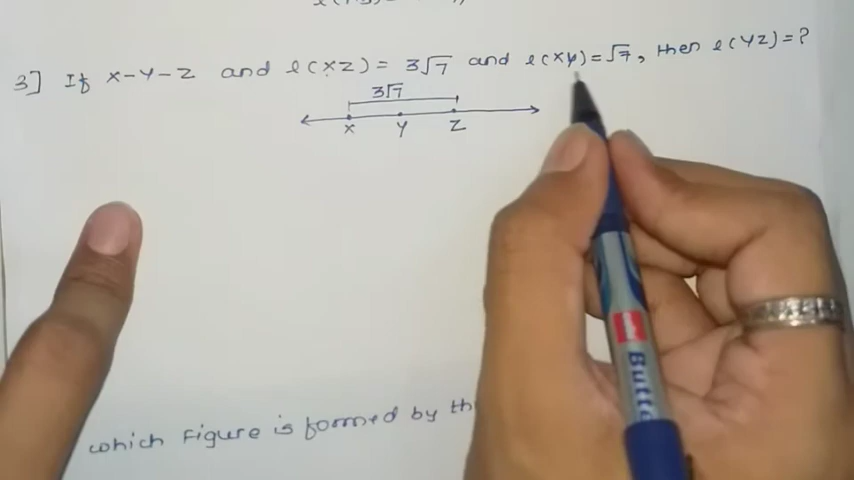 3] If X-Y-Z and l(XZ) = 3√7 and l(XY)=√7, then l(YZ)=?
3√7
X Y Z
which Figure is formed by th
Butte